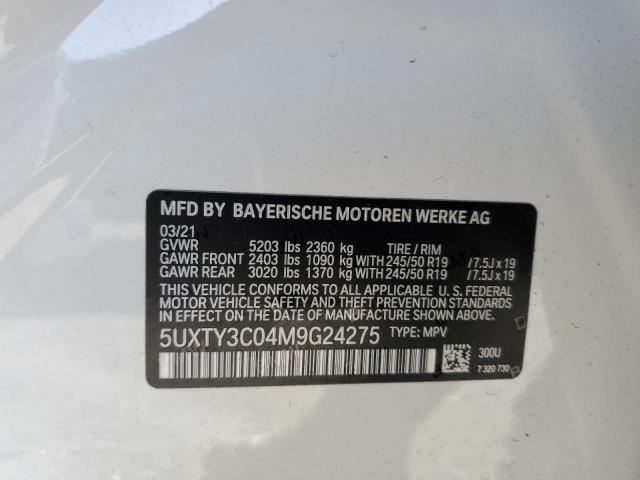 MFD BY BAYERISCHE MOTOREN WERKE AG
03/21
GVWR 5203 lbs 2360 kg TIRE / RIM
GAWR FRONT 2403 lbs 1090 kg WITH 245/50 R19 / 7.5J x 19
GAWR REAR 3020 lbs 1370 kg WITH 245/50 R19 / 7.5J x 19
THIS VEHICLE CONFORMS TO ALL APPLICABLE U. S. FEDERAL
MOTOR VEHICLE SAFETY, BUMPER, AND THEFT PREVENTION
STANDARDS IN EFFECT ON THE DATE OF MANUFACTURE
SHOWN ABOVE.
5UXTY3C04M9G24275 TYPE: MPV
300U
7 320 730